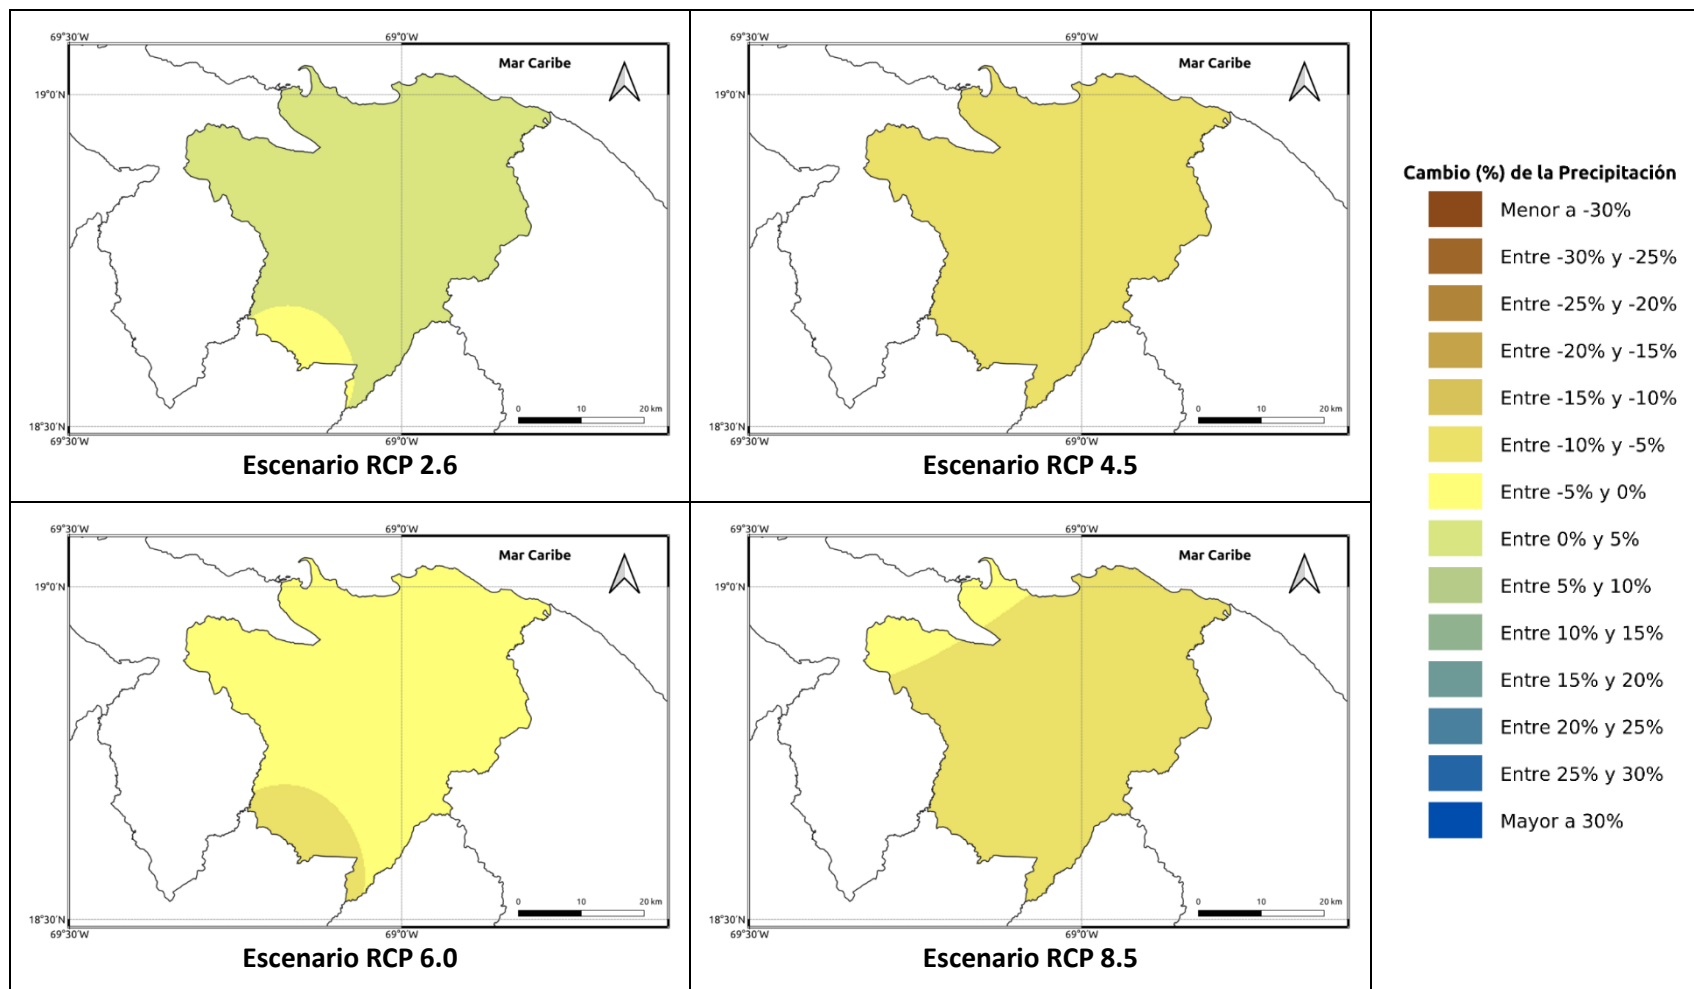 69°30'W 69°0'W
Mar Caribe
19°0'N
0 10 20 km
18°30'N
69°30'W 69°0'W
Escenario RCP 2.6
69°30'W 69°0'W
Mar Caribe
19°0'N
0 10 20 km
18°30'N
69°30'W 69°0'W
Escenario RCP 4.5
69°30'W 69°0'W
Mar Caribe
19°0'N
0 10 20 km
18°30'N
69°30'W 69°0'W
Escenario RCP 6.0
69°30'W 69°0'W
Mar Caribe
19°0'N
0 10 20 km
18°30'N
69°30'W 69°0'W
Escenario RCP 8.5
Cambio (%) de la Precipitación
Menor a -30%
Entre -30% y -25%
Entre -25% y -20%
Entre -20% y -15%
Entre -15% y -10%
Entre -10% y -5%
Entre -5% y 0%
Entre 0% y 5%
Entre 5% y 10%
Entre 10% y 15%
Entre 15% y 20%
Entre 20% y 25%
Entre 25% y 30%
Mayor a 30%